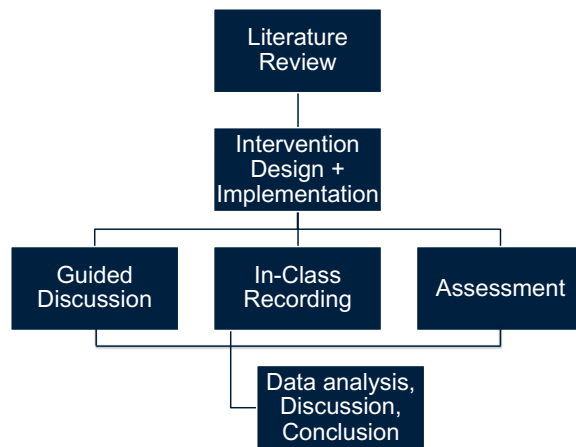 Literature
Review
Intervention
Design +
Implementation
Guided
Discussion
In-Class
Recording
Assessment
Data analysis,
Discussion,
Conclusion